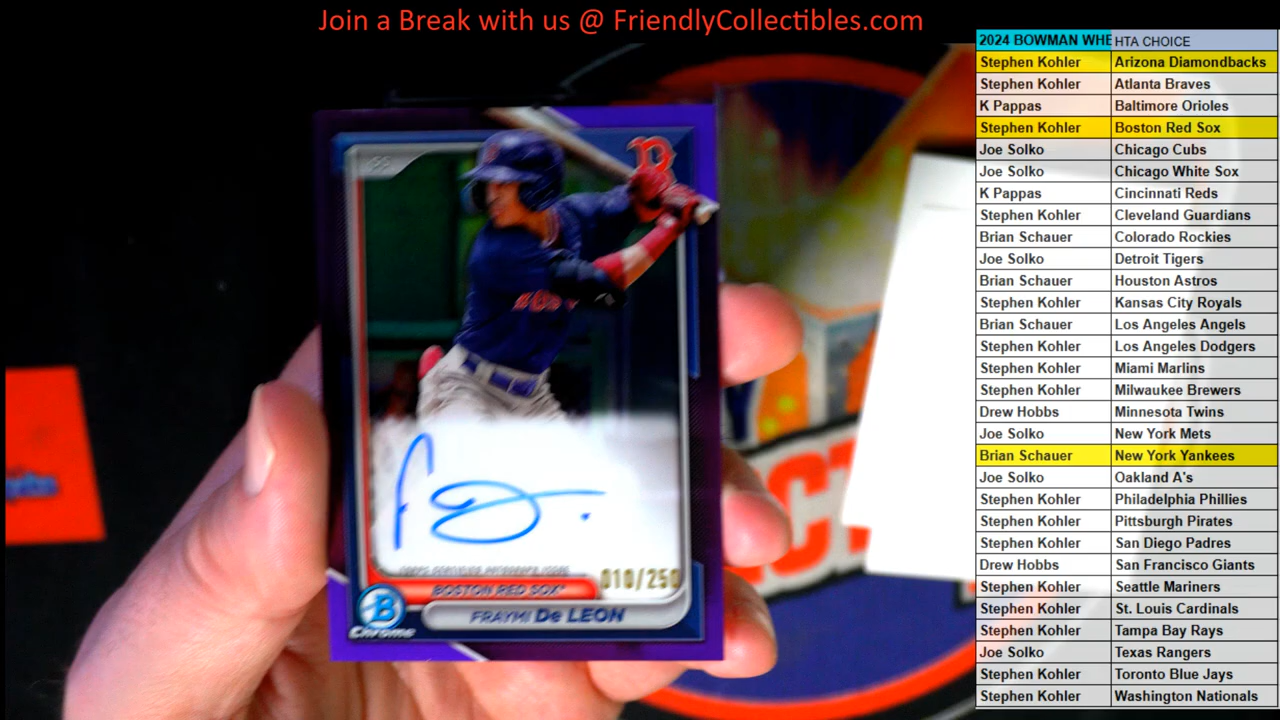 Join a Break with us @ FriendlyCollectibles.com
2024 BOWMAN WHE HTA CHOICE
Stephen Kohler Arizona Diamondbacks
Stephen Kohler Atlanta Braves
K Pappas Baltimore Orioles
Stephen Kohler Boston Red Sox
Joe Solko Chicago Cubs
Joe Solko Chicago White Sox
K Pappas Cincinnati Reds
Stephen Kohler Cleveland Guardians
Brian Schauer Colorado Rockies
Joe Solko Detroit Tigers
Brian Schauer Houston Astros
Stephen Kohler Kansas City Royals
Brian Schauer Los Angeles Angels
Stephen Kohler Los Angeles Dodgers
Stephen Kohler Miami Marlins
Stephen Kohler Milwaukee Brewers
Drew Hobbs Minnesota Twins
Joe Solko New York Mets
Brian Schauer New York Yankees
Joe Solko Oakland A's
Stephen Kohler Philadelphia Phillies
Stephen Kohler Pittsburgh Pirates
Stephen Kohler San Diego Padres
Drew Hobbs San Francisco Giants
Stephen Kohler Seattle Mariners
Stephen Kohler St. Louis Cardinals
Stephen Kohler Tampa Bay Rays
Joe Solko Texas Rangers
Stephen Kohler Toronto Blue Jays
Stephen Kohler Washington Nationals
B
010/250
BOSTON RED SOX
FRAYMI De LEON
B
Chrome